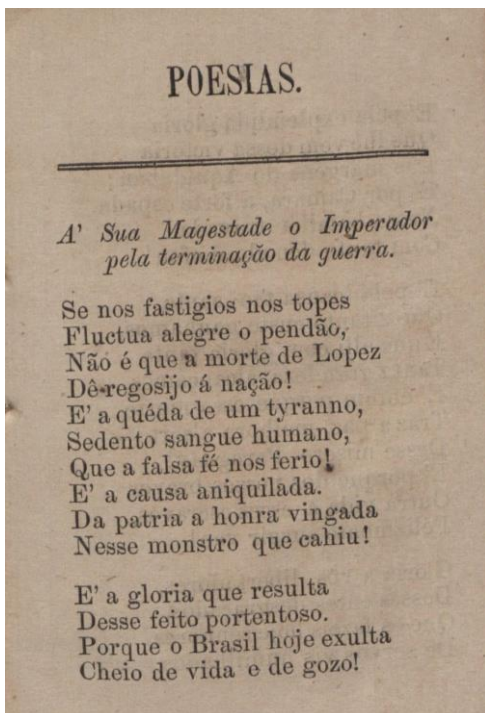 POESIAS.
A' Sua Magestade o Imperador
pela terminação da guerra.
Se nos fastigios nos topes
Fluctua alegre o pendão,
Não é que a morte de Lopez
Dê regosijo á nação!
E' a quéda de um tyranno,
Sedento sangue humano,
Que a falsa fé nos ferio!
E' a causa aniquilada.
Da patria a honra vingada
Nesse monstro que cahiu!
E' a gloria que resulta
Desse feito portentoso.
Porque o Brasil hoje exulta
Cheio de vida e de gozo!